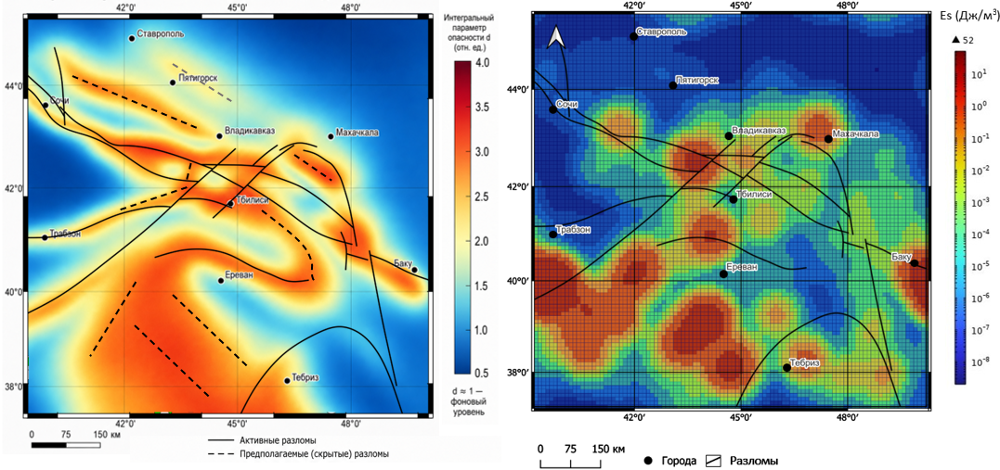 42°0'
45°0'
48°0'
Ставрополь
Пятигорск
44°0'
Сочи
Владикавказ
Махачкала
42°0'
Тбилиси
Трабзон
Баку
Ереван
40°0'
38°0'
Тебриз
42°0'
45°0'
48°0'
0 75 150 км
Активные разломы
Предполагаемые (скрытые) разломы
Интегральный
параметр
опасности d
(отн. ед.)
4.0
3.5
3.0
2.5
2.0
1.5
1.0
0.5
d ≈ 1 —
фоновый
уровень
42°0'
45°0'
48°0'
Ставрополь
Пятигорск
44°0'
Сочи
Владикавказ
Махачкала
42°0'
Тбилиси
Трабзон
Баку
Ереван
40°0'
38°0'
Тебриз
42°0'
45°0'
48°0'
0 75 150 км
Города
Разломы
Es (Дж/м³)
52
10¹
10⁰
10⁻¹
10⁻²
10⁻³
10⁻⁴
10⁻⁵
10⁻⁶
10⁻⁷
10⁻⁸